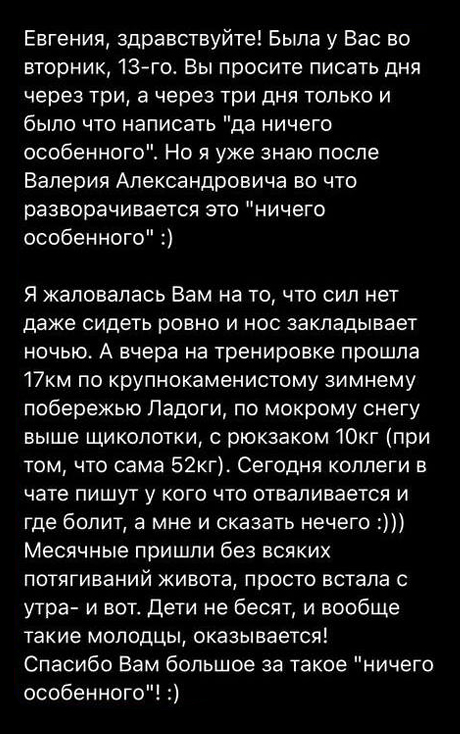 Евгения, здравствуйте! Была у Вас во
вторник, 13-го. Вы просите писать дня
через три, а через три дня только и
было что написать "да ничего
особенного". Но я уже знаю после
Валерия Александровича во что
разворачивается это "ничего
особенного" :)

Я жаловалась Вам на то, что сил нет
даже сидеть ровно и нос закладывает
ночью. А вчера на тренировке прошла
17км по крупнокаменистому зимнему
побережью Ладоги, по мокрому снегу
выше щиколотки, с рюкзаком 10кг (при
том, что сама 52кг). Сегодня коллеги в
чате пишут у кого что отваливается и
где болит, а мне и сказать нечего :)))
Месячные пришли без всяких
потягиваний живота, просто встала с
утра- и вот. Дети не бесят, и вообще
такие молодцы, оказывается!
Спасибо Вам большое за такое "ничего
особенного"! :)